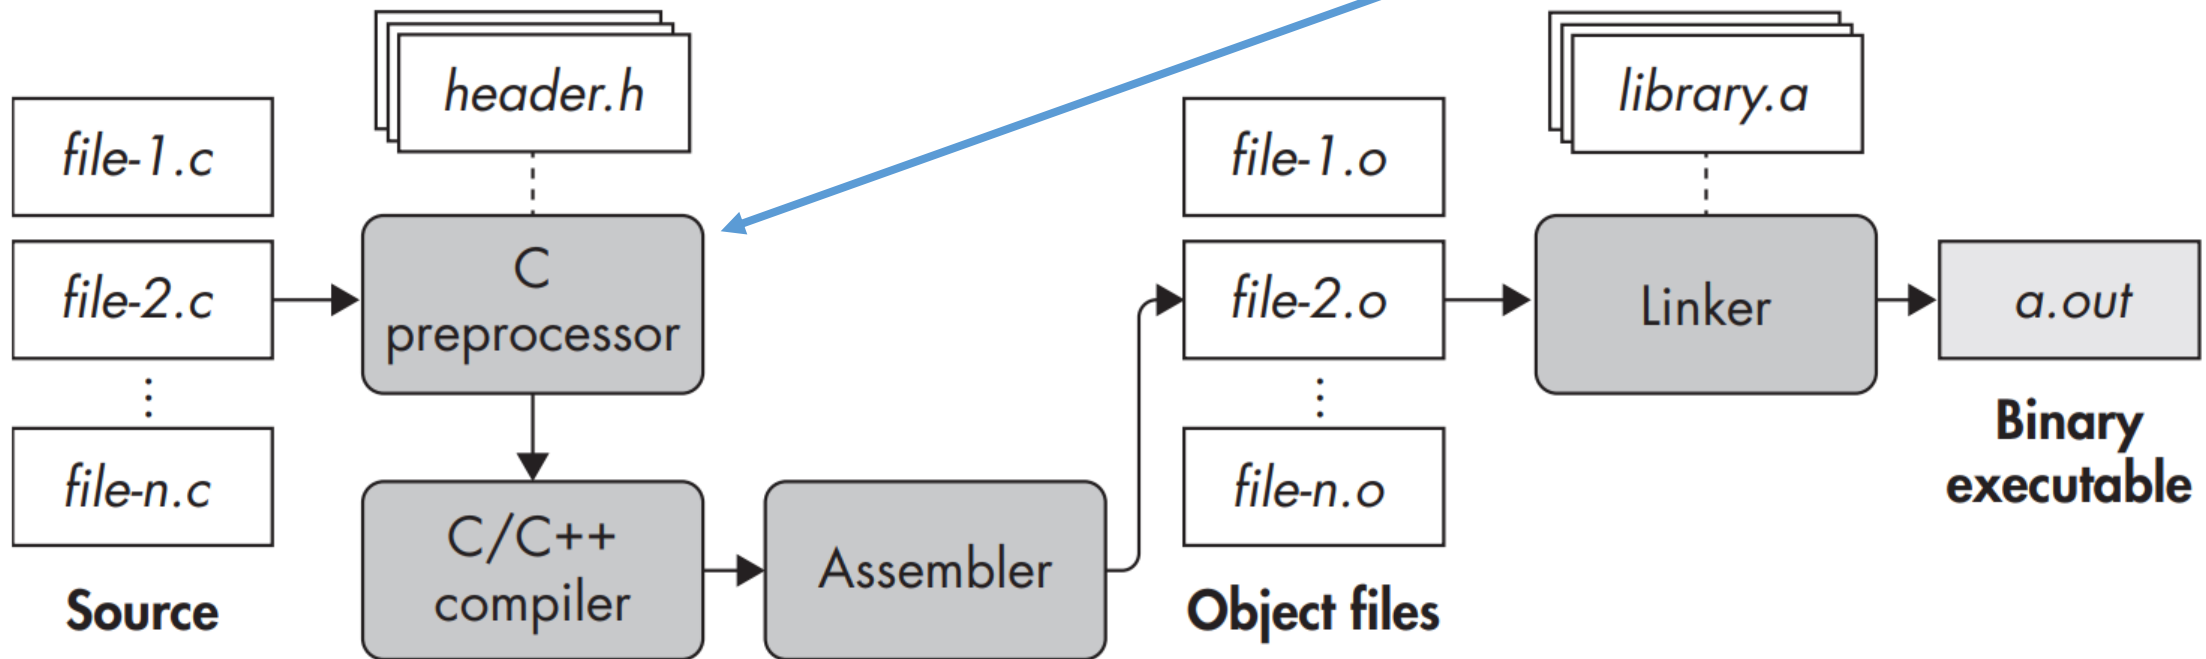 file-1.c
file-2.c
⋮
file-n.c
Source
header.h
C
preprocessor
C/C++
compiler
Assembler
file-1.o
file-2.o
⋮
file-n.o
Object files
library.a
Linker
a.out
Binary
executable